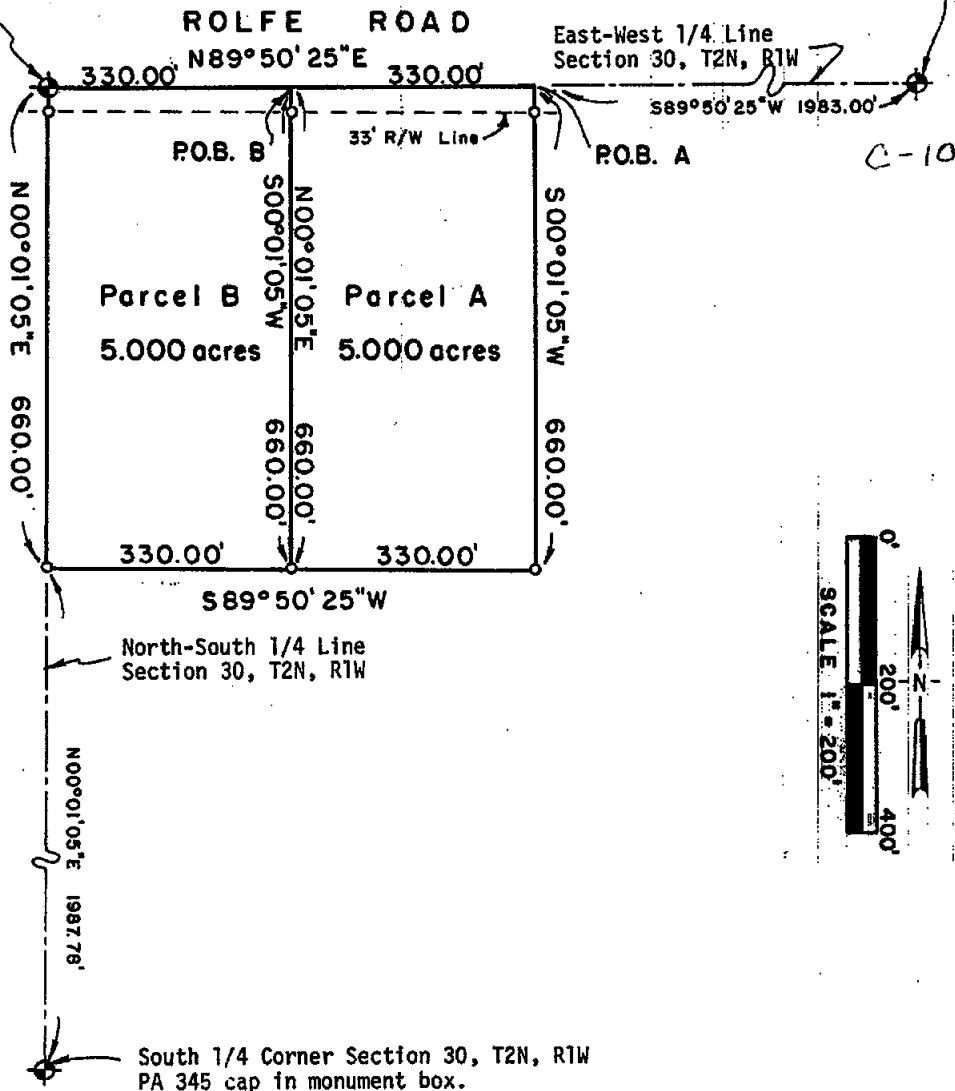 ROLFE ROAD
N89°50'25"E
330.00'
330.00'
East-West 1/4 Line
Section 30, T2N, R1W
S89°50'25"W 1983.00'
P.O.B. B
33' R/W Line
P.O.B. A
C-10
N00°01'05"E 660.00'
S00°01'05"W 660.00'
N00°01'05"E 660.00'
S00°01'05"W 660.00'
Parcel B
5.000 acres
Parcel A
5.000 acres
330.00'
330.00'
S89°50'25"W
North-South 1/4 Line
Section 30, T2N, R1W
0'
200'
400'
SCALE 1" = 200'
N
N00°01'05"E 1987.78'
South 1/4 Corner Section 30, T2N, R1W
PA 345 cap in monument box.